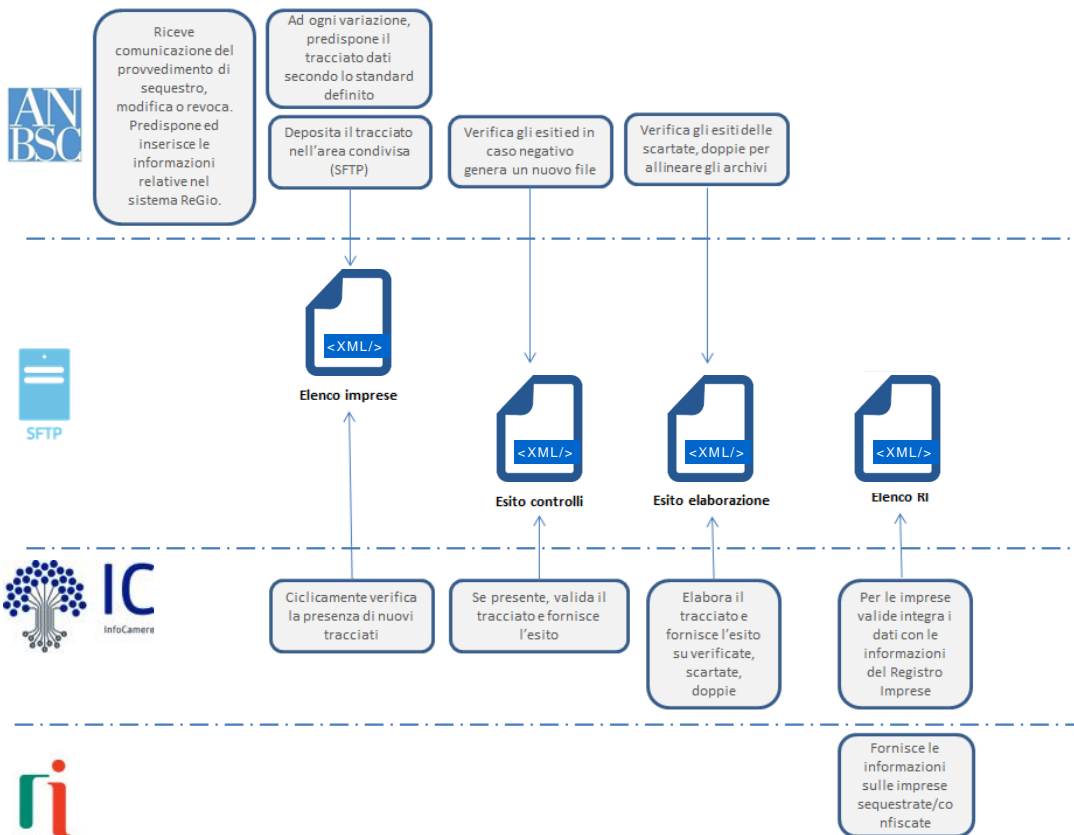 AN
BSC
Riceve
comunicazione del
provvedimento di
sequestro,
modifica o revoca.
Predispone ed
inserisce le
informazioni
relative nel
sistema ReGio.
Ad ogni variazione,
predispone il
tracciato dati
secondo lo standard
definito
Deposita il tracciato
nell'area condivisa
(SFTP)
Verifica gli esiti ed in
caso negativo
genera un nuovo file
Verifica gli esiti delle
scartate, doppie per
allineare gli archivi
SFTP
<XML/>
Elenco imprese
<XML/>
Esito controlli
<XML/>
Esito elaborazione
<XML/>
Elenco RI
IC
InfoCamere
Ciclicamente verifica
la presenza di nuovi
tracciati
Se presente, valida il
tracciato e fornisce
l'esito
Elabora il
tracciato e
fornisce l'esito
su verificate,
scartate,
doppie
Per le imprese
valide integra i
dati con le
informazioni
del Registro
Imprese
ri
Fornisce le
informazioni
sulle imprese
sequestrate/co
nfiscate